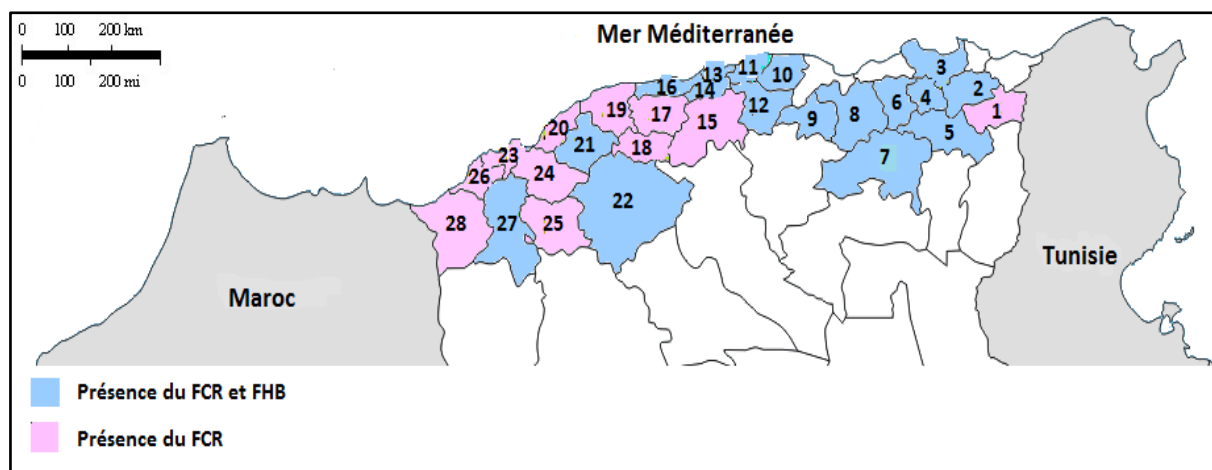 0 100 200 km
0 100 200 mi
Mer Méditerranée
3
13 11 10
16 14 2
6 4
19 17 12 8 1
15 9
20 5
21
23 18 7
26 24
22
28 27 25
Tunisie
Maroc
Présence du FCR et FHB
Présence du FCR